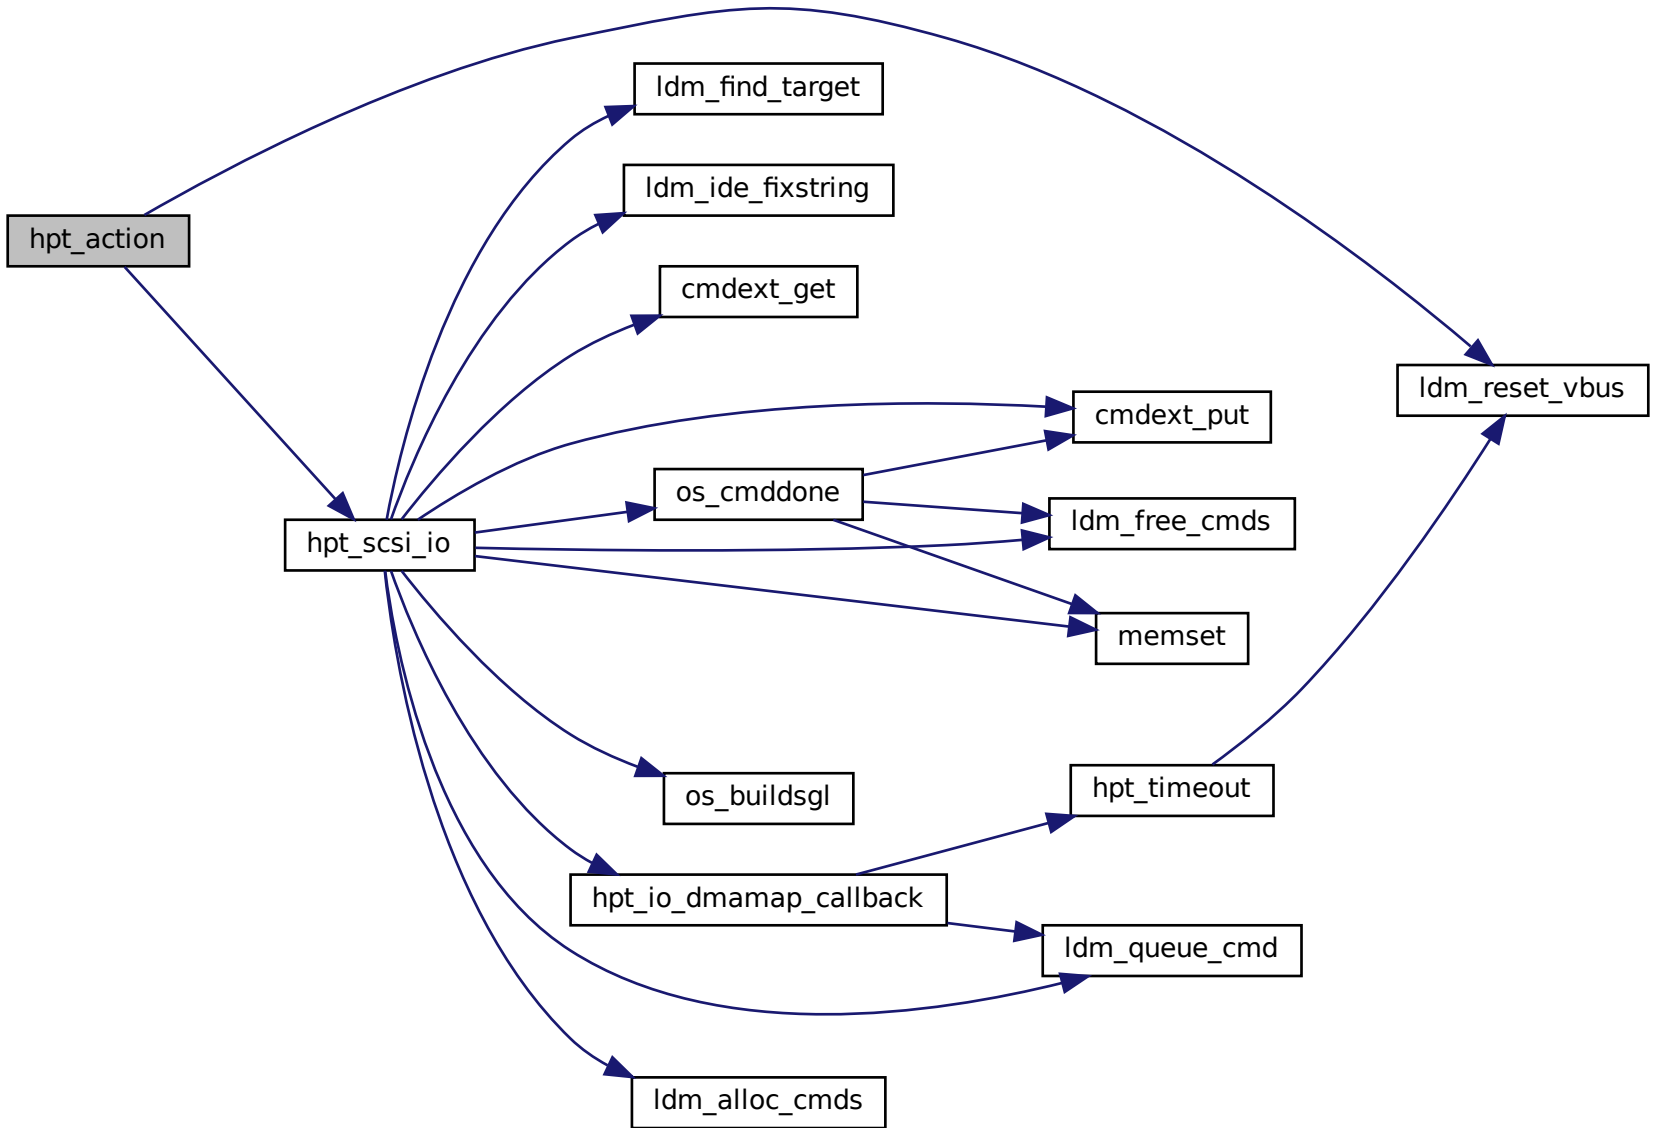 ldm_find_target
ldm_ide_fixstring
hpt_action
cmdext_get
ldm_reset_vbus
cmdext_put
os_cmddone
ldm_free_cmds
hpt_scsi_io
memset
hpt_timeout
os_buildsgl
hpt_io_dmamap_callback
ldm_queue_cmd
ldm_alloc_cmds